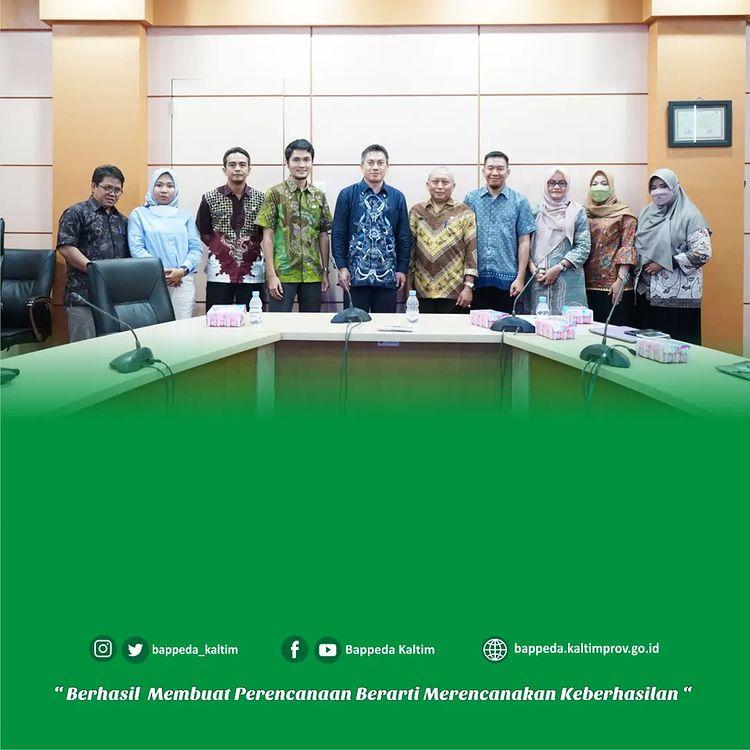 bappeda_kaltim
Bappeda Kaltim
bappeda.kaltimprov.go.id
“ Berhasil Membuat Perencanaan Berarti Merencanakan Keberhasilan “